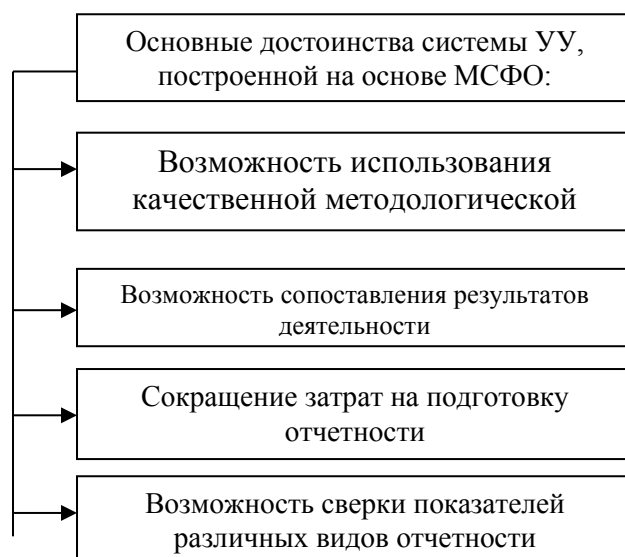 Основные достоинства системы УУ,
построенной на основе МСФО:
Возможность использования
качественной методологической
Возможность сопоставления результатов
деятельности
Сокращение затрат на подготовку
отчетности
Возможность сверки показателей
различных видов отчетности